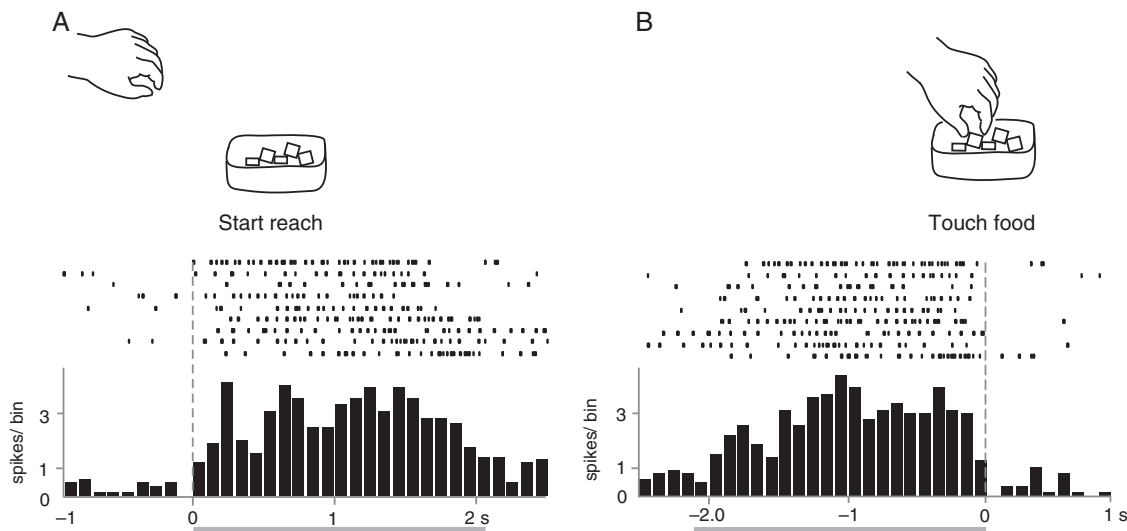 A
Start reach
spikes/ bin
3
1
0
−1 0 1 2 s
B
Touch food
spikes/ bin
3
1
0
−2.0 −1 0 1 s